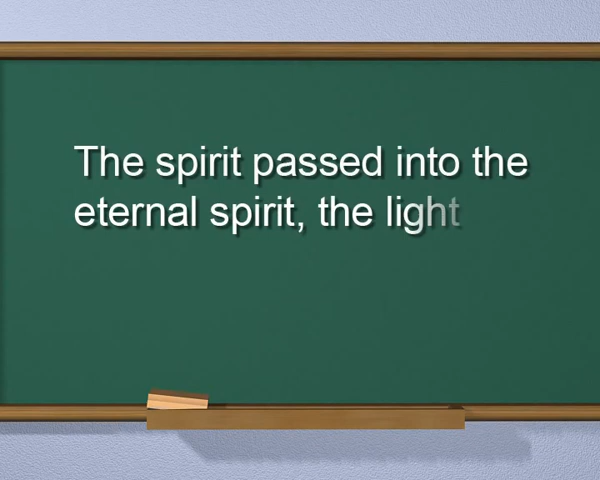 The spirit passed into the
eternal spirit, the light